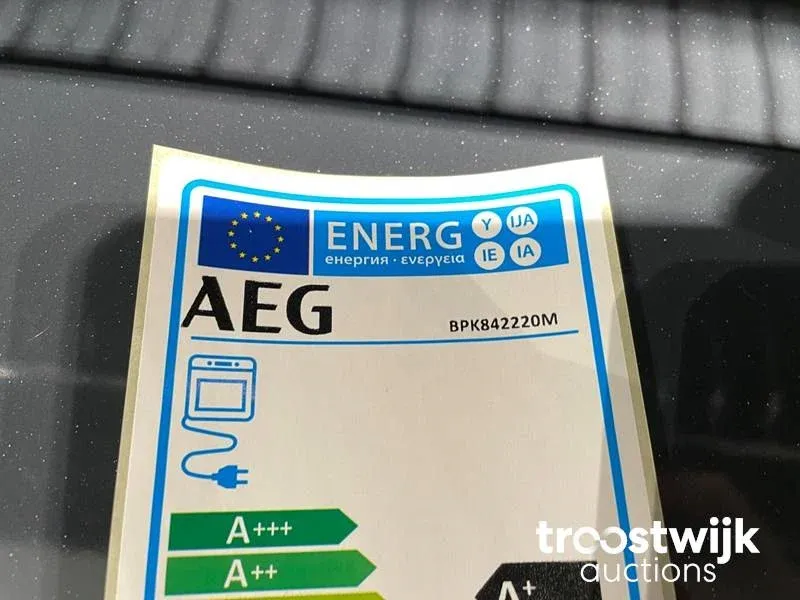 ENERG Y IJA
енергия · ενεργεια IE IA
AEG
BPK842220M
A+++
A++
A+
troostwijk
auctions